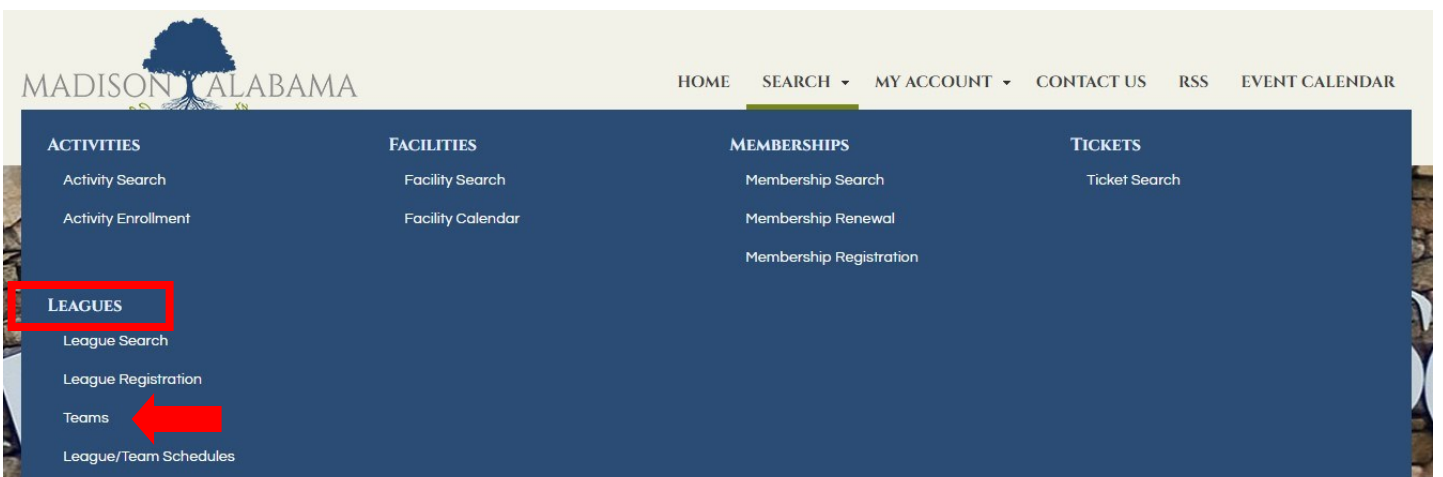 MADISON ALABAMA
HOME SEARCH MY ACCOUNT CONTACT US RSS EVENT CALENDAR
ACTIVITIES
Activity Search
Activity Enrollment
FACILITIES
Facility Search
Facility Calendar
MEMBERSHIPS
Membership Search
Membership Renewal
Membership Registration
TICKETS
Ticket Search
LEAGUES
League Search
League Registration
Teams
League/Team Schedules